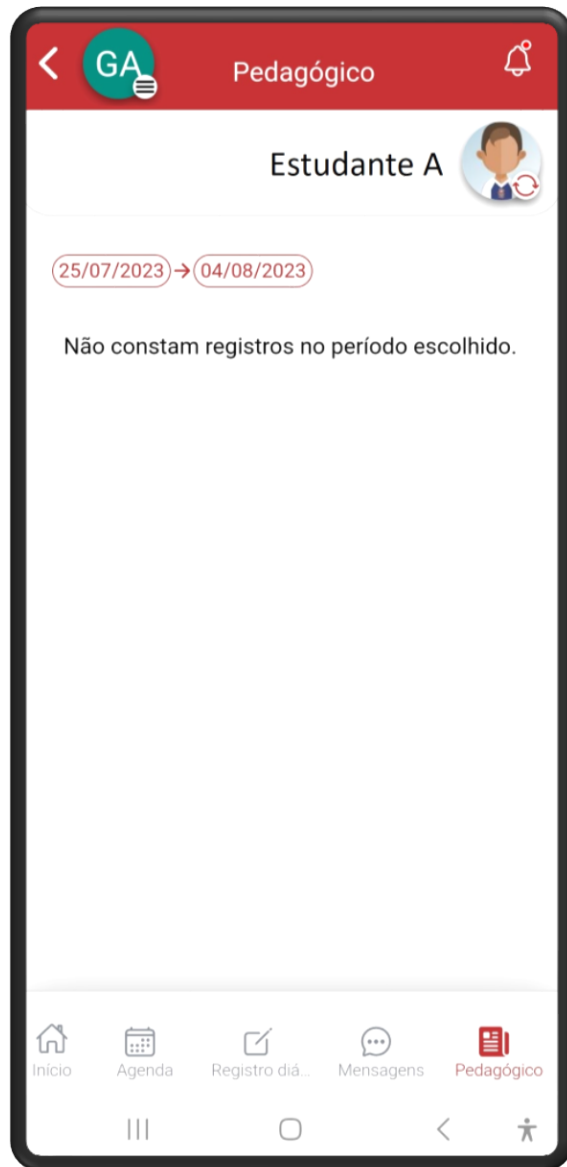 GA
Pedagógico
Estudante A
25/07/2023 → 04/08/2023
Não constam registros no período escolhido.
Início
Agenda
Registro diá...
Mensagens
Pedagógico